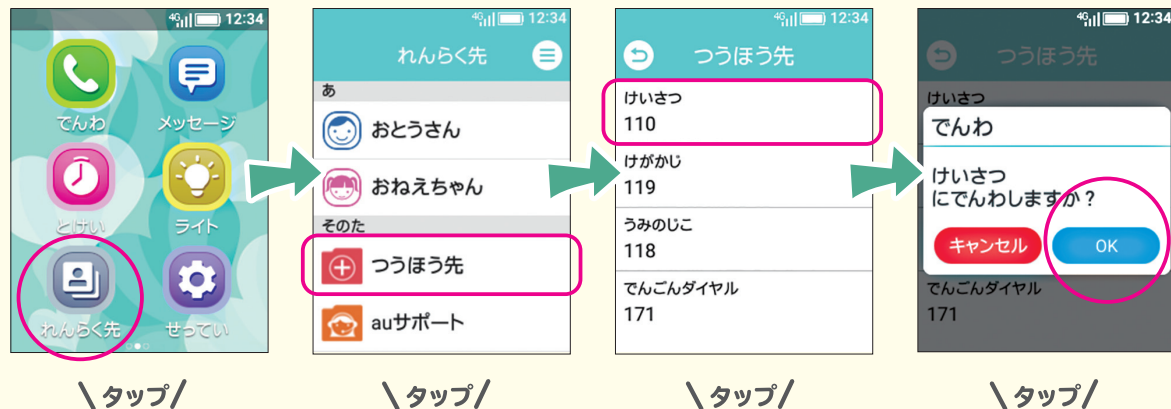 4G 12:34
でんわ
メッセージ
とけい
ライト
れんらく先
せってい
\タップ/
4G 12:34
れんらく先
あ
おとうさん
おねえちゃん
そのた
つうほう先
auサポート
\タップ/
4G 12:34
つうほう先
けいさつ
110
けがかじ
119
うみのじこ
118
でんごんダイヤル
171
\タップ/
4G 12:34
つうほう先
けいさつ
でんわ
けいさつ
にでんわしますか？
キャンセル
OK
でんごんダイヤル
171
\タップ/